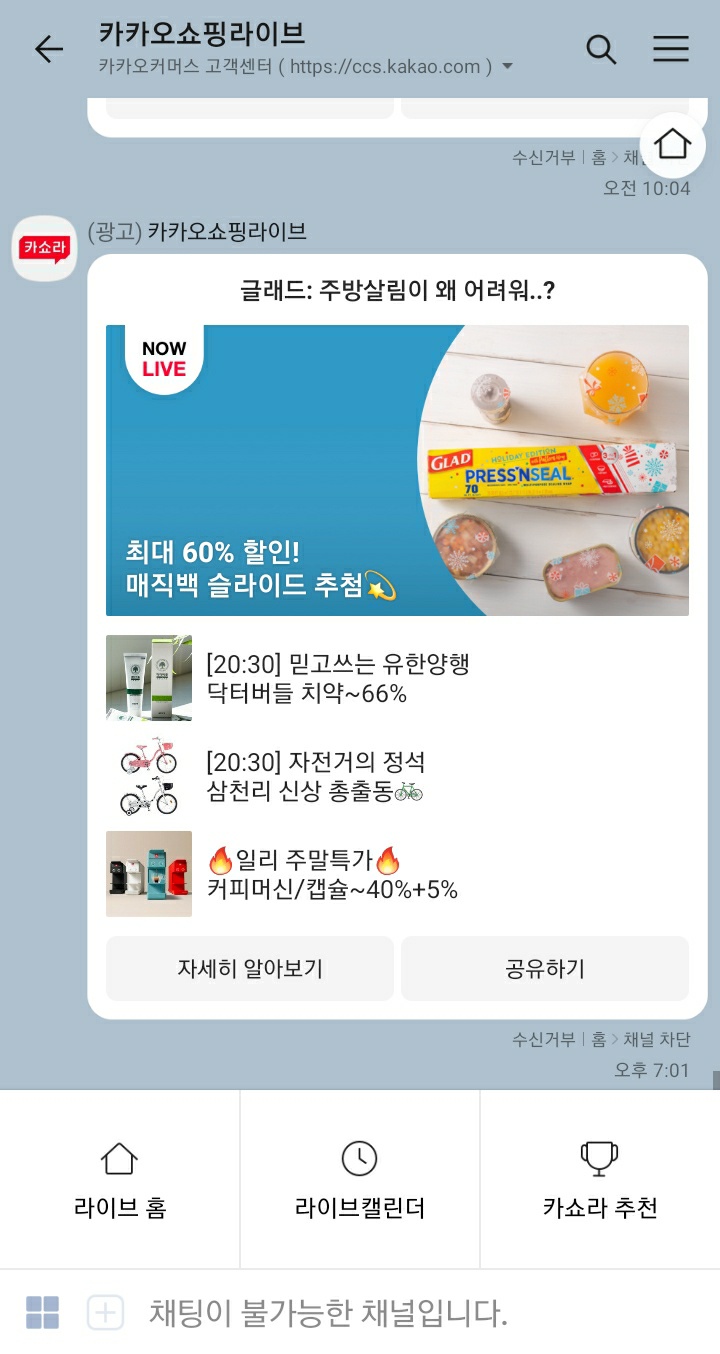 카카오쇼핑라이브
카카오커머스 고객센터 ( https://ccs.kakao.com )
수신거부 | 홈 > 채
오전 10:04
카쇼라
(광고) 카카오쇼핑라이브
글래드: 주방살림이 왜 어려워..?
NOW
LIVE
GLAD
HOLIDAY EDITION
PRESS'N SEAL
70
최대 60% 할인!
매직백 슬라이드 추첨💫
[20:30] 믿고쓰는 유한양행
닥터버들 치약~66%
[20:30] 자전거의 정석
삼천리 신상 총출동🚲
🔥일리 주말특가🔥
커피머신/캡슐~40%+5%
자세히 알아보기
공유하기
수신거부 | 홈 > 채널 차단
오후 7:01
라이브 홈
라이브캘린더
카쇼라 추천
채팅이 불가능한 채널입니다.